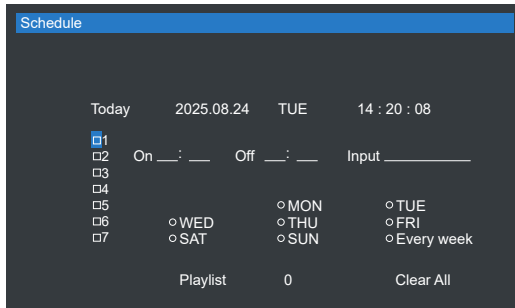 Schedule
Today 2025.08.24 TUE 14 : 20 : 08
1
2 On __: __ Off __: __ Input __________
3
4
5 MON TUE
6 WED THU FRI
7 SAT SUN Every week
Playlist 0 Clear All